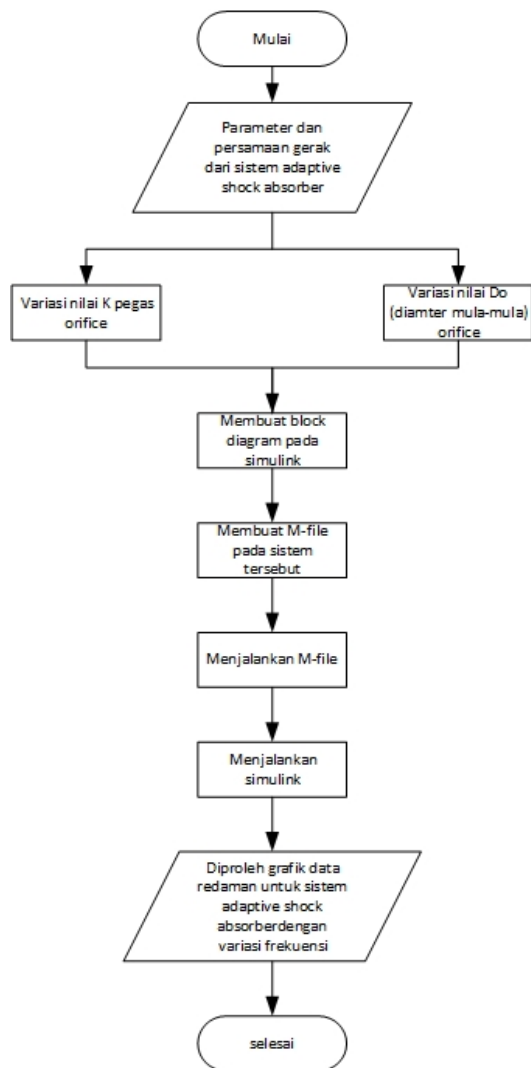 Mulai
Parameter dan
persamaan gerak
dari sistem adaptive
shock absorber
Variasi nilai K pegas
orifice
Variasi nilai Do
(diamter mula-mula)
orifice
Membuat block
diagram pada
simulink
Membuat M-file
pada sistem
tersebut
Menjalankan M-file
Menjalankan
simulink
Diproleh grafik data
redaman untuk sistem
adaptive shock
absorberdengan
variasi frekuensi
selesai